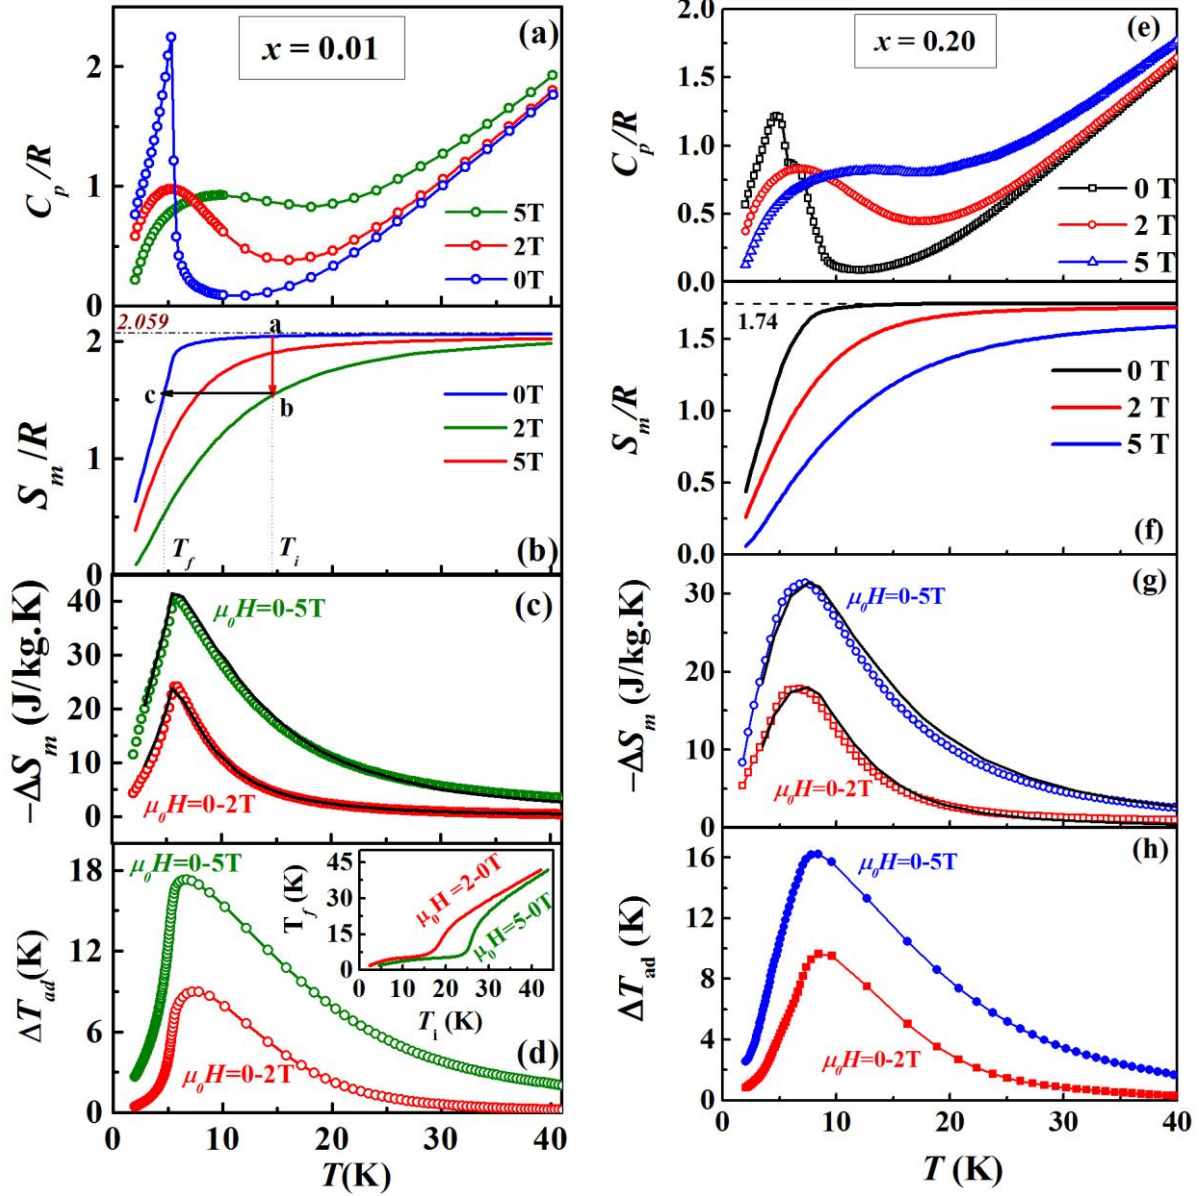 (a)
x = 0.01
C_p/R
2
1
0
5T
2T
0T
2.059
a
b
c
S_m/R
2
1
0
0T
2T
5T
T_f
T_i
(b)
(c)
−ΔS_m (J/kg.K)
40
30
20
10
0
μ₀H=0-5T
μ₀H=0-2T
(d)
ΔT_ad(K)
18
12
6
0
μ₀H=0-5T
μ₀H=0-2T
T_f (K)
45
30
15
0
μ₀H=2-0T
μ₀H=5-0T
10 20 30 40
T_i (K)
0 10 20 30 40
T(K)
(e)
x = 0.20
C_p/R
2.0
1.5
1.0
0.5
0.0
0 T
2 T
5 T
1.74
S_m/R
1.5
1.0
0.5
0.0
0 T
2 T
5 T
(f)
(g)
−ΔS_m (J/kg.K)
30
20
10
0
μ₀H=0-5T
μ₀H=0-2T
(h)
ΔT_ad (K)
16
12
8
4
0
μ₀H=0-5T
μ₀H=0-2T
0 10 20 30 40
T (K)